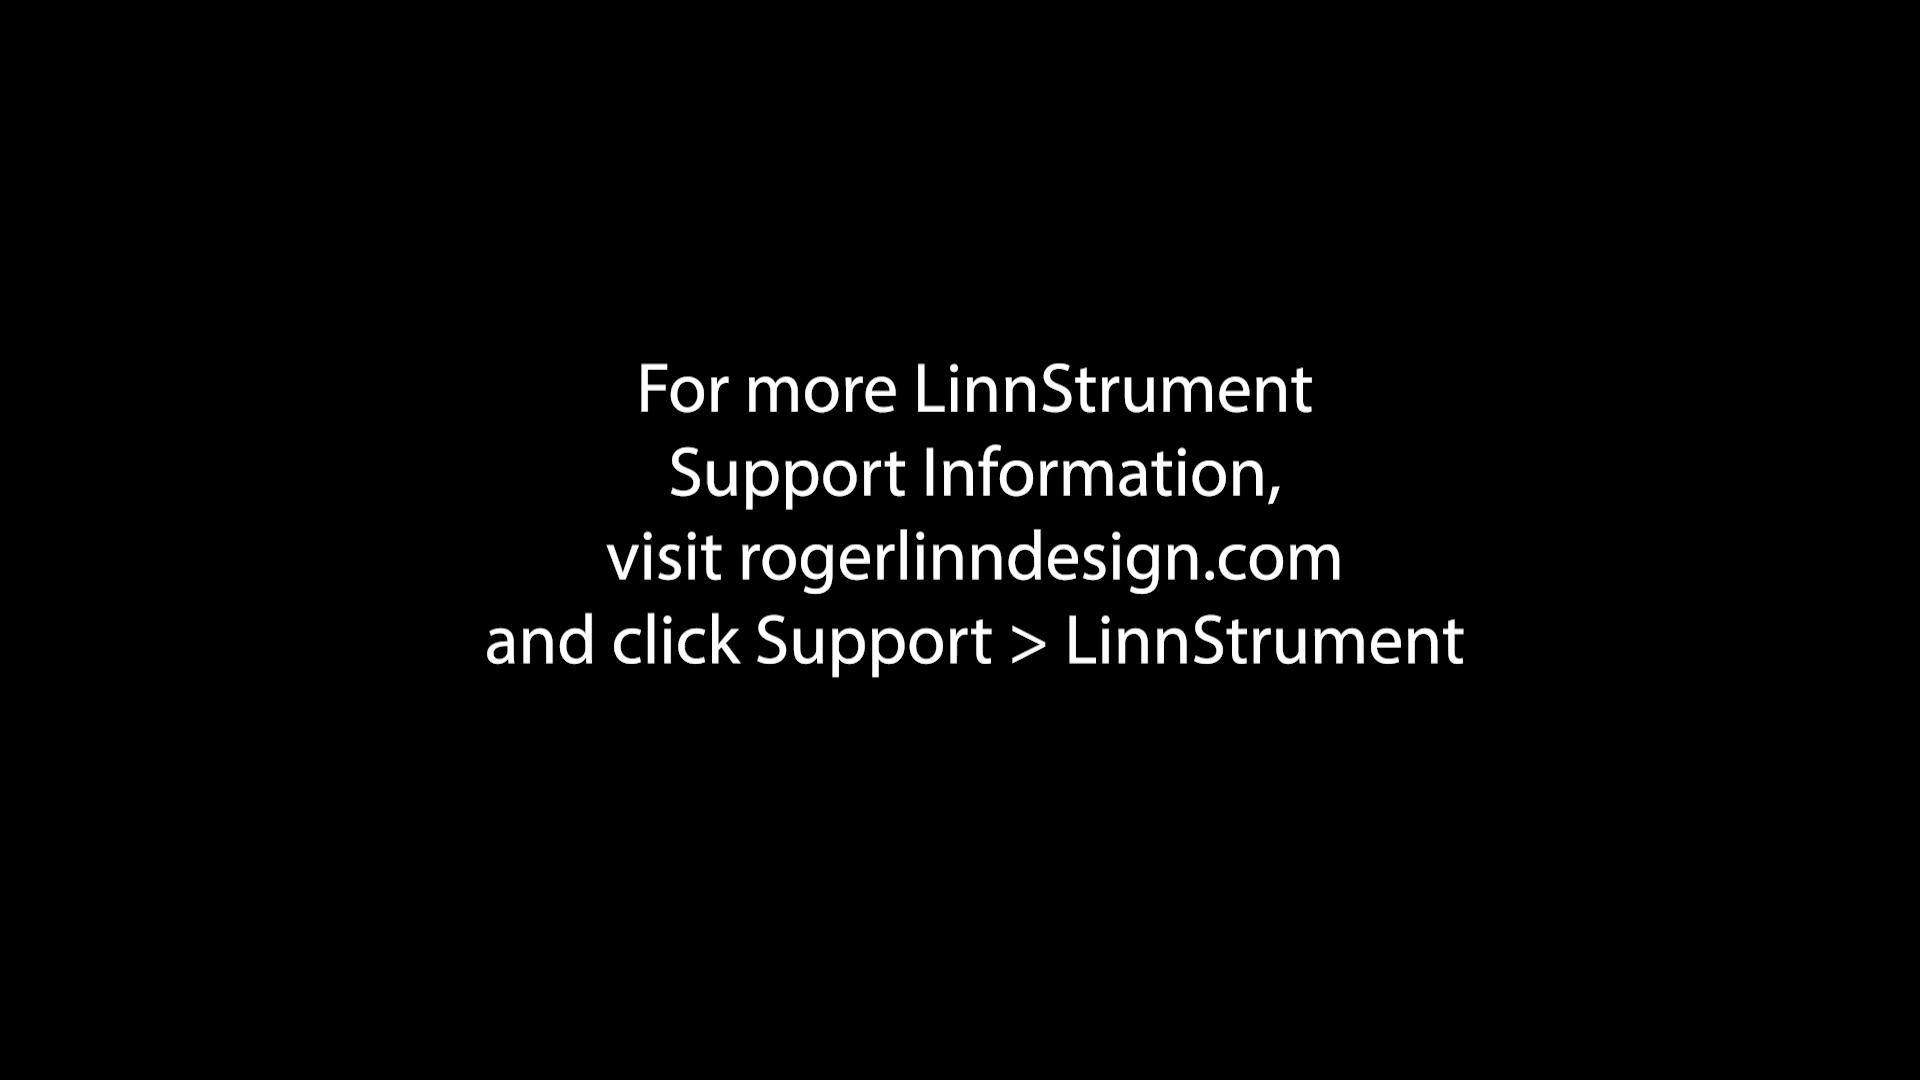 For more LinnStrument
Support Information,
visit rogerlinndesign.com
and click Support > LinnStrument